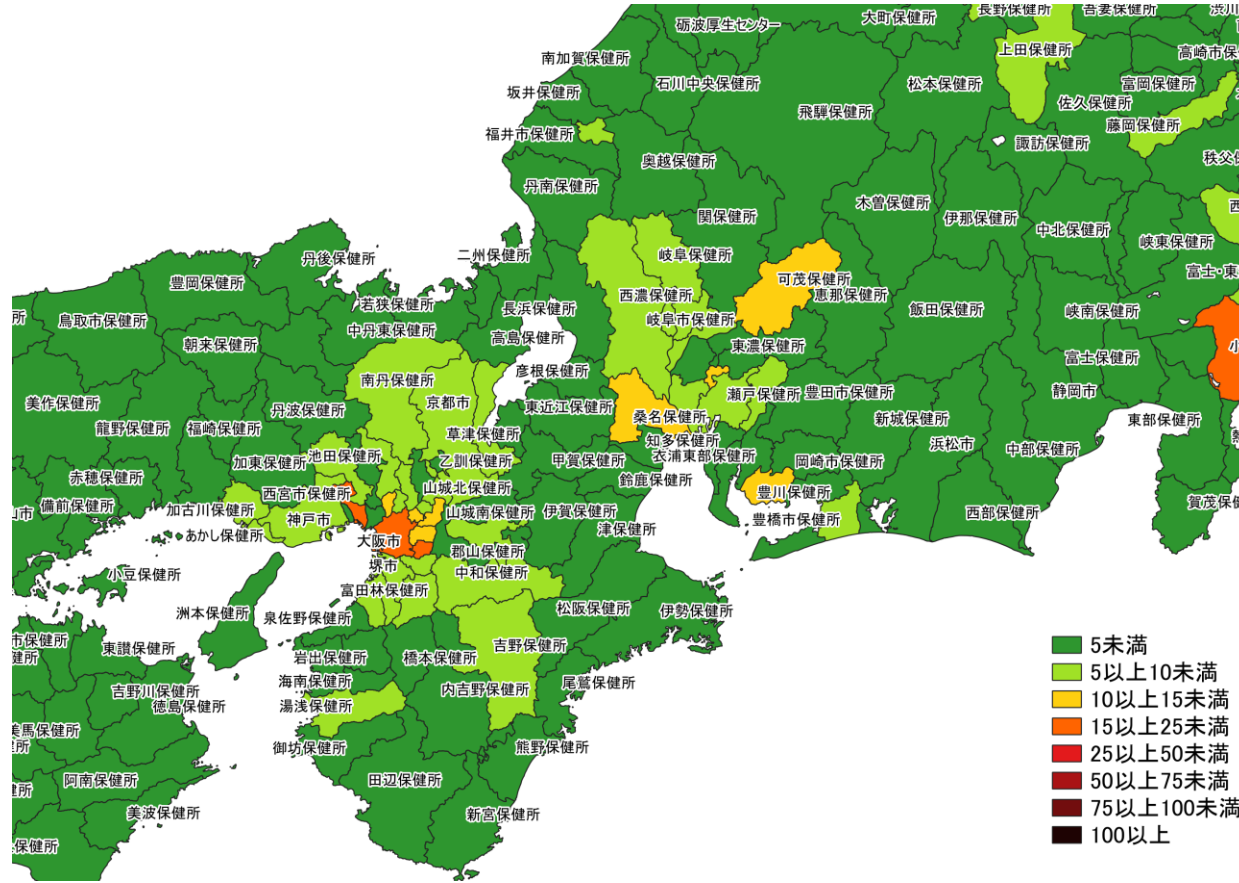 長野保健所
吾妻保健所
渋川
大町保健所
砺波厚生センター
上田保健所
高崎市保
南加賀保健所
石川中央保健所
松本保健所
富岡保健所
坂井保健所
佐久保健所
飛騨保健所
藤岡保健所
福井市保健所
諏訪保健所
奥越保健所
秩父保
丹南保健所
木曽保健所
関保健所
伊那保健所
西
中北保健所
峡東保健所
二州保健所
岐阜保健所
丹後保健所
富士・東
可茂保健所
豊岡保健所
西濃保健所
恵那保健所
若狭保健所
長浜保健所
飯田保健所
峡南保健所
所
鳥取市保健所
岐阜市保健所
中丹東保健所
高島保健所
朝来保健所
東濃保健所
小
富士保健所
彦根保健所
南丹保健所
瀬戸保健所
豊田市保健所
静岡市
美作保健所
京都市
東近江保健所
丹波保健所
桑名保健所
新城保健所
東部保健所
龍野保健所
福崎保健所
草津保健所
知多保健所
浜松市
中部保健所
池田保健所
加東保健所
乙訓保健所
甲賀保健所
衣浦東部保健所
岡崎市保健所
赤穂保健所
鈴鹿保健所
山城北保健所
西宮市保健所
豊川保健所
賀茂保健
備前保健所
加古川保健所
山城南保健所
伊賀保健所
西部保健所
山市
神戸市
豊橋市保健所
津保健所
あかし保健所
大阪市
郡山保健所
堺市
中和保健所
小豆保健所
富田林保健所
洲本保健所
松阪保健所
伊勢保健所
泉佐野保健所
市保健所
東讃保健所
吉野保健所
5未満
健所
岩出保健所
橋本保健所
5以上10未満
海南保健所
尾鷲保健所
吉野川保健所
内吉野保健所
10以上15未満
湯浅保健所
徳島保健所
15以上25未満
美馬保健所
御坊保健所
熊野保健所
25以上50未満
阿南保健所
田辺保健所
50以上75未満
美波保健所
新宮保健所
75以上100未満
保健所
100以上